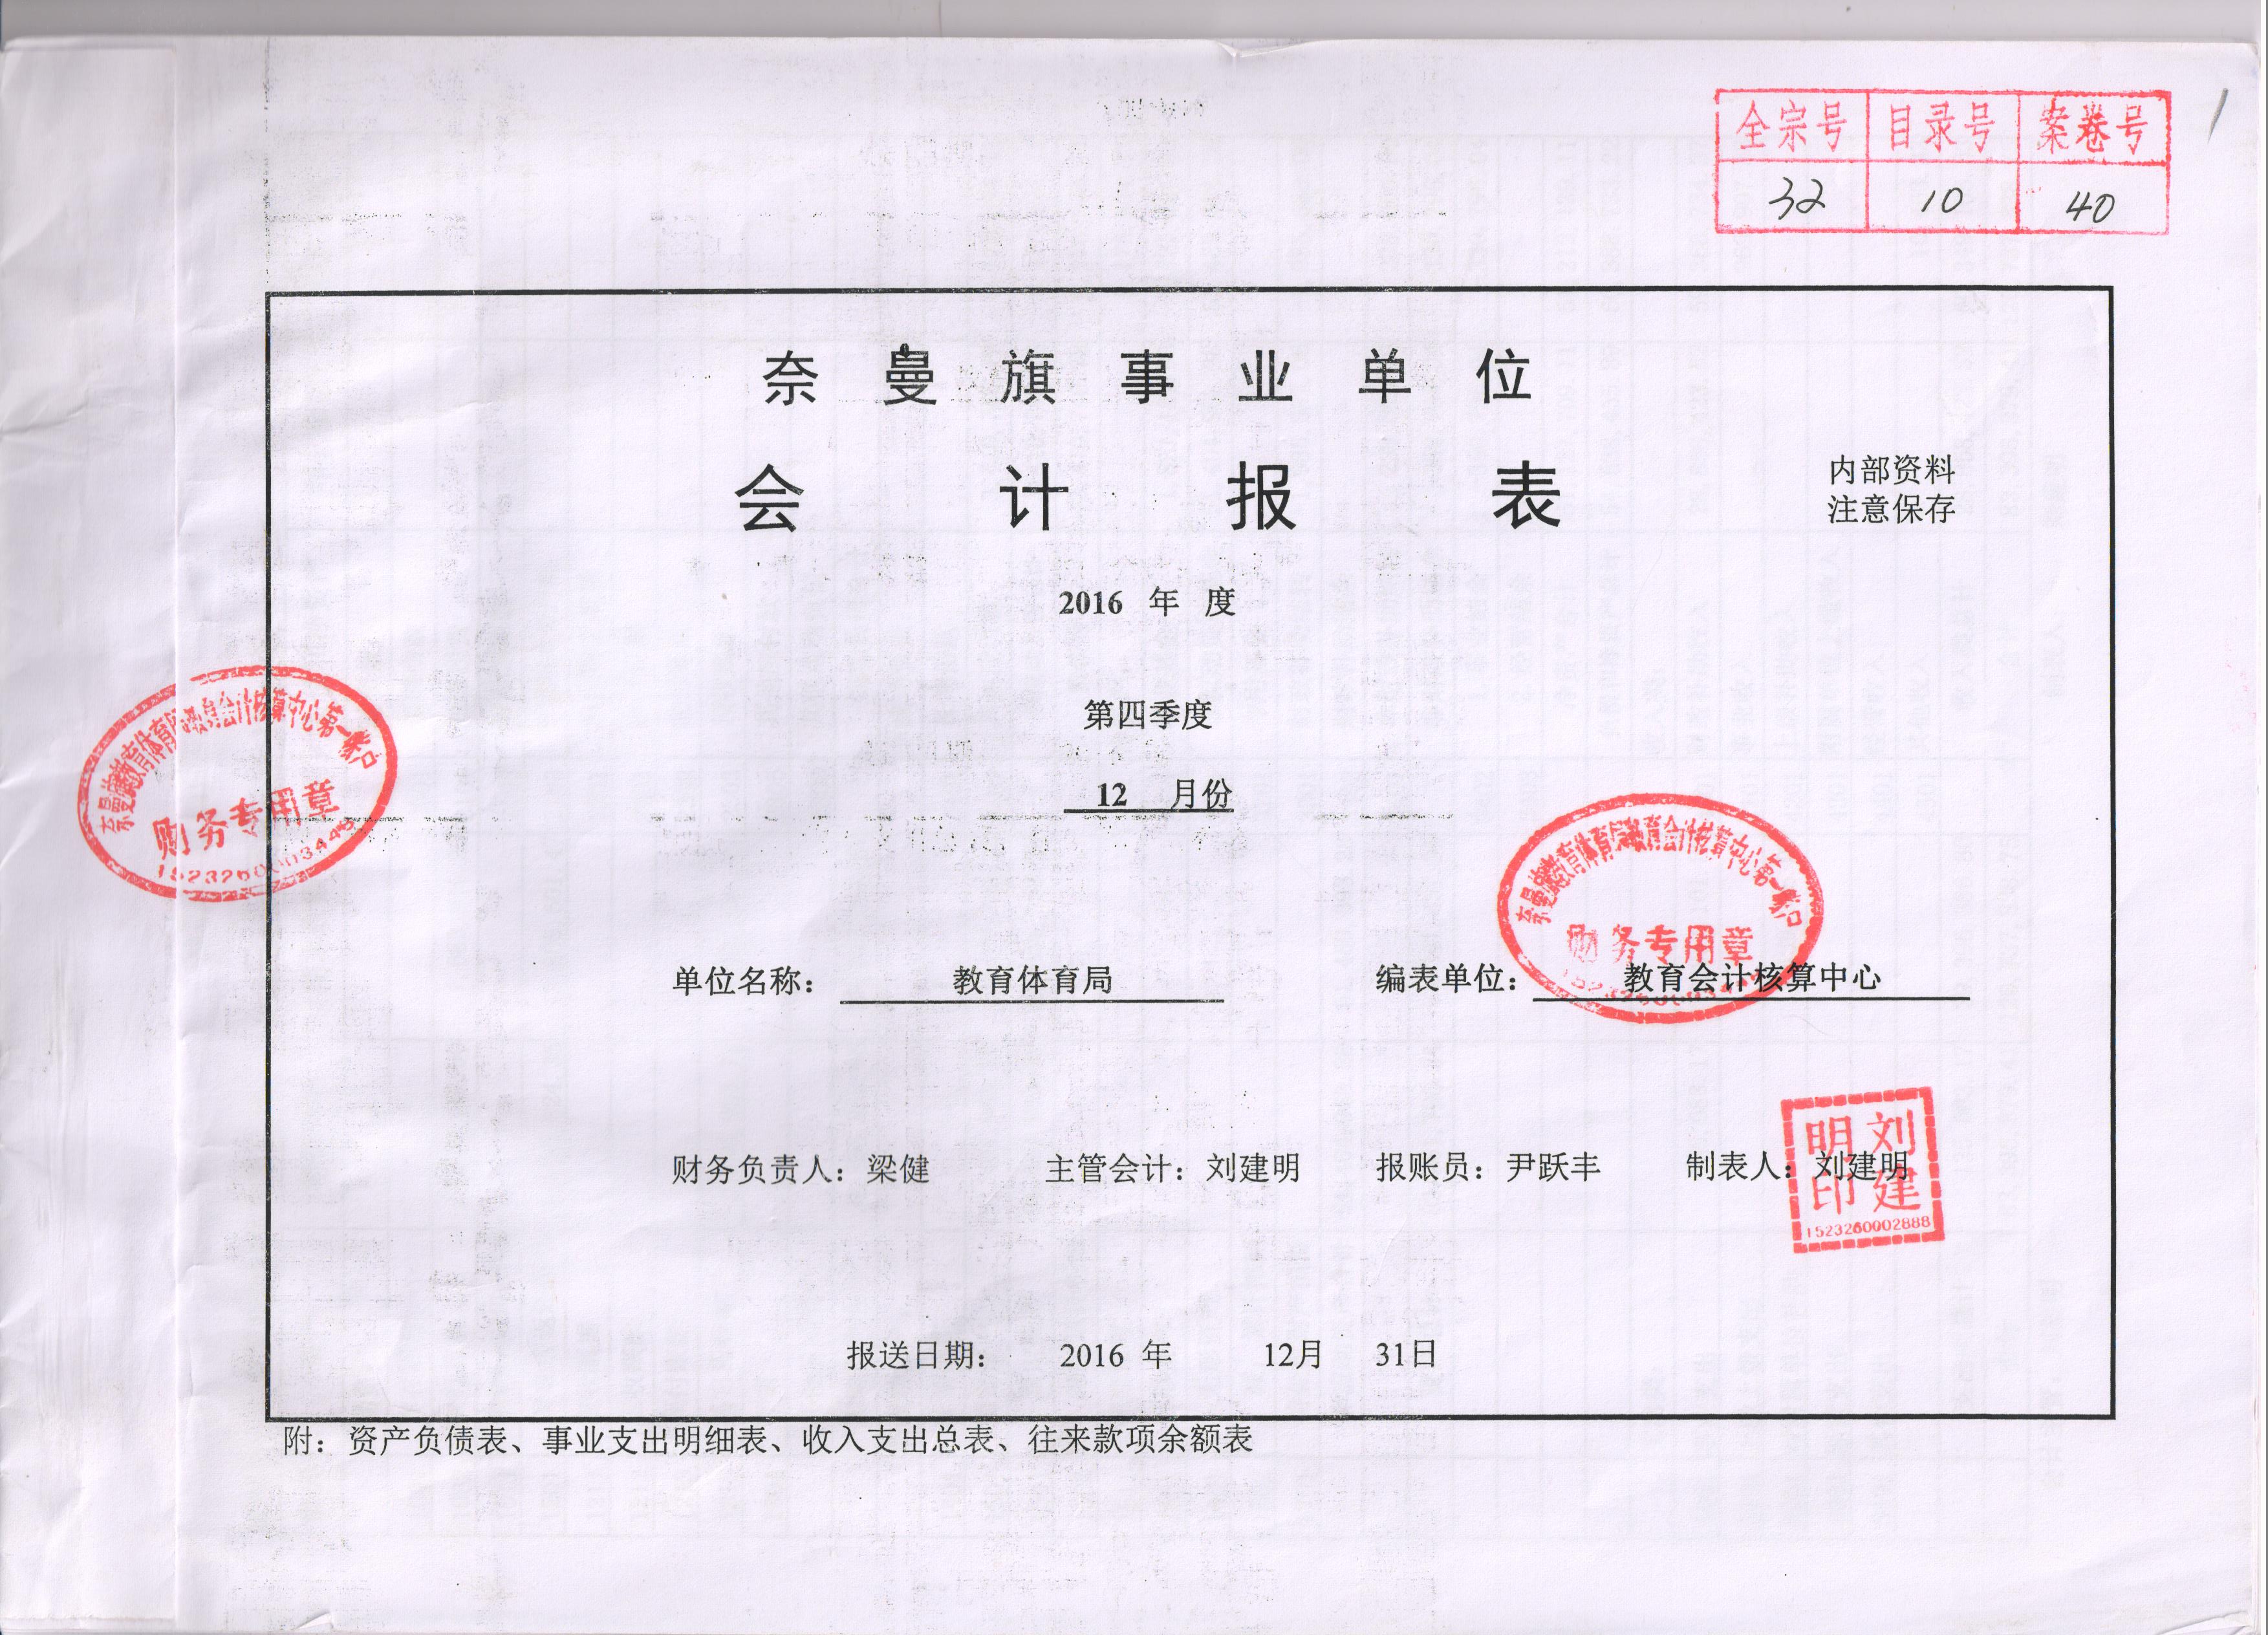 1
全宗号 目录号 案卷号
32 10 40
奈曼旗事业单位
会计报表
内部资料
注意保存
2016 年 度
第四季度
12 月份
财务专用章
财务专用章
单位名称： 教育体育局 编表单位： 教育会计核算中心
财务负责人：梁健 主管会计：刘建明 报账员：尹跃丰 制表人：刘建明
刘建明印
1523260002888
报送日期： 2016 年 12月 31日
附：资产负债表、事业支出明细表、收入支出总表、往来款项余额表